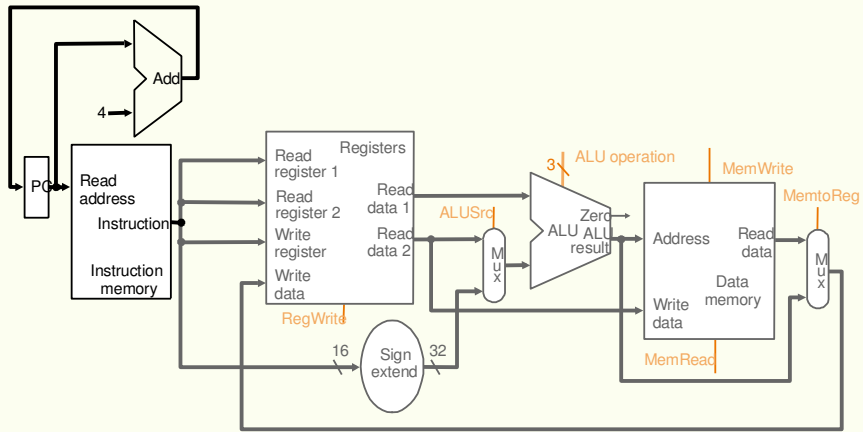 Add
4
PC
Read
address
Instruction
Instruction
memory
Registers
Read
register 1
Read
register 2
Write
register
Write
data
Read
data 1
Read
data 2
RegWrite
16
Sign
extend
32
ALUSrc
M
u
x
3
ALU operation
Zero
ALU
ALU
result
MemWrite
Address
Read
data
Data
memory
Write
data
MemRead
MemtoReg
M
u
x